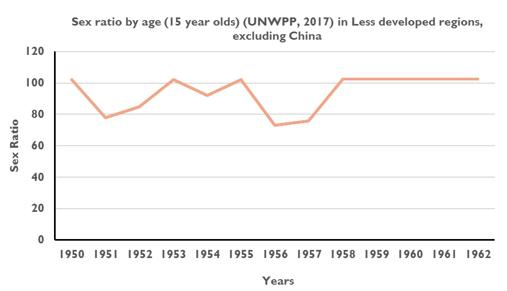 Sex ratio by age (15 year olds) (UNWPP, 2017) in Less developed regions,
excluding China
120
100
80
60
40
20
0
Sex Ratio
1950 1951 1952 1953 1954 1955 1956 1957 1958 1959 1960 1961 1962
Years